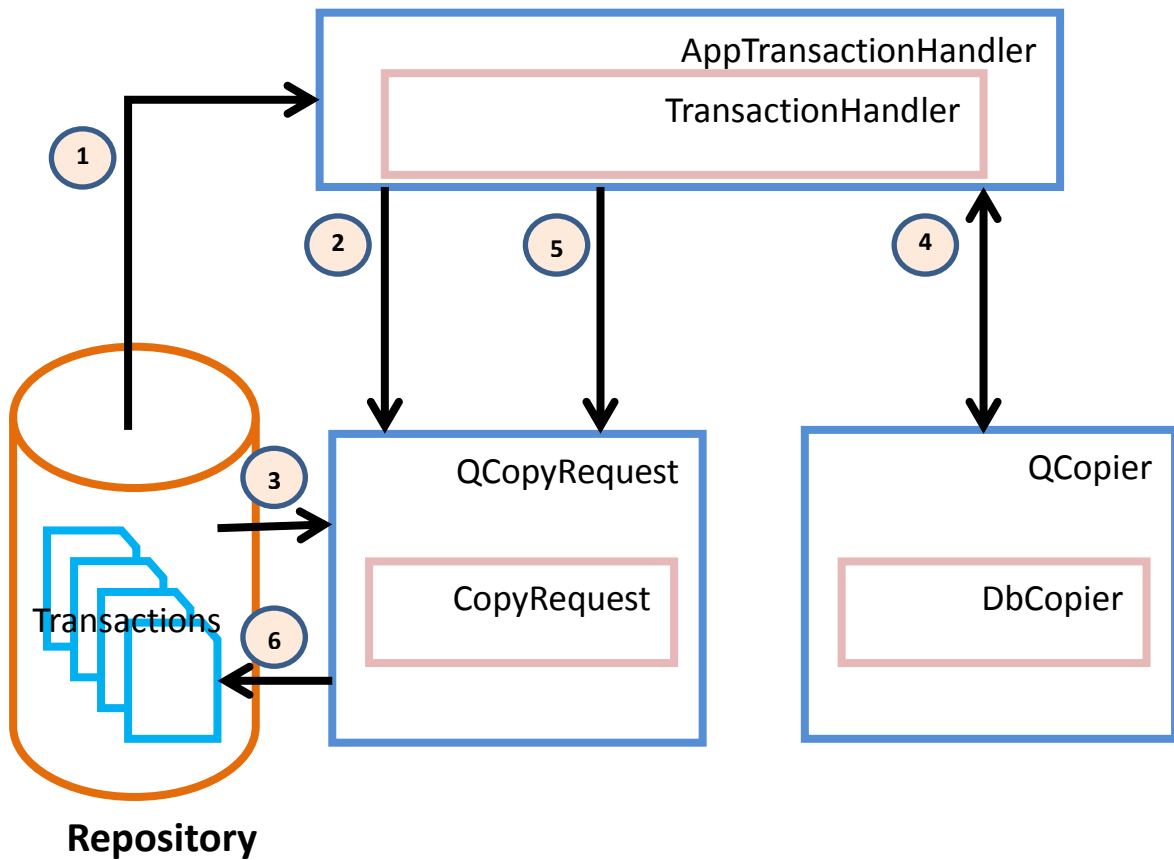 AppTransactionHandler
TransactionHandler
1
2
5
4
QCopyRequest
QCopier
3
CopyRequest
DbCopier
Transactions
6
Repository